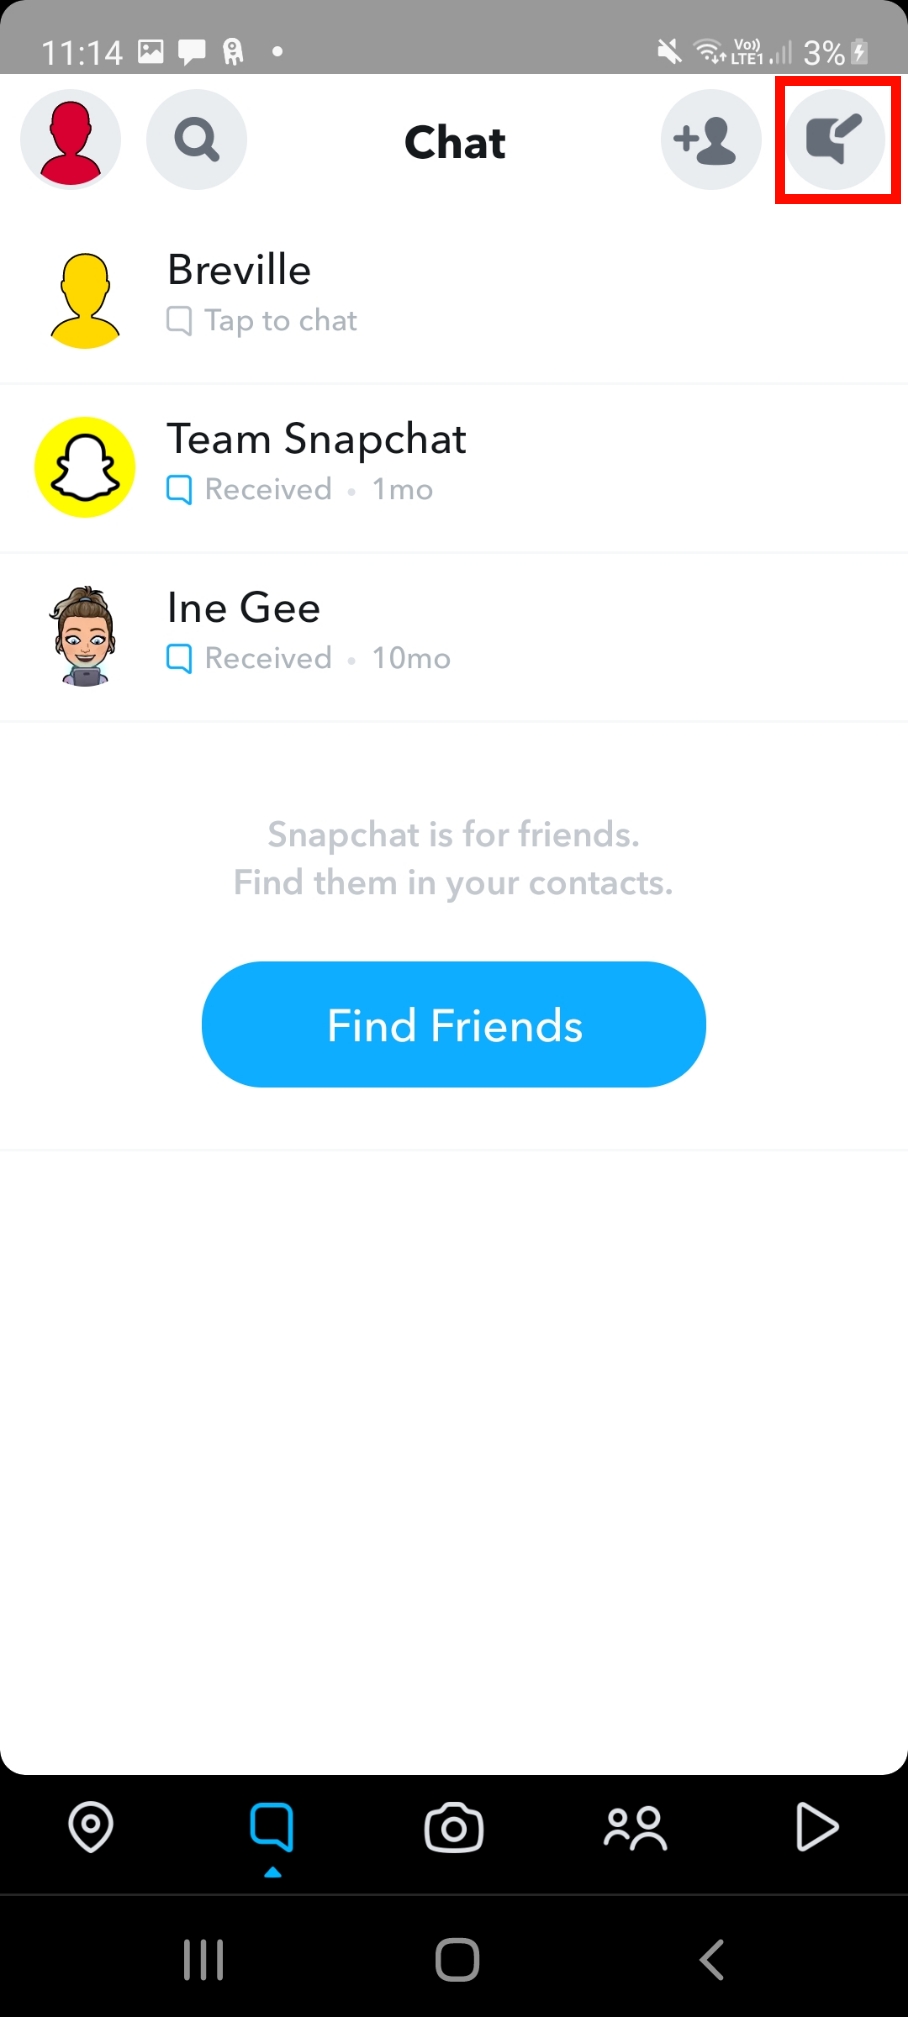 11:14 Vo)) LTE1 3%
Chat
Breville
Tap to chat
Team Snapchat
Received • 1mo
Ine Gee
Received • 10mo
Snapchat is for friends.
Find them in your contacts.
Find Friends